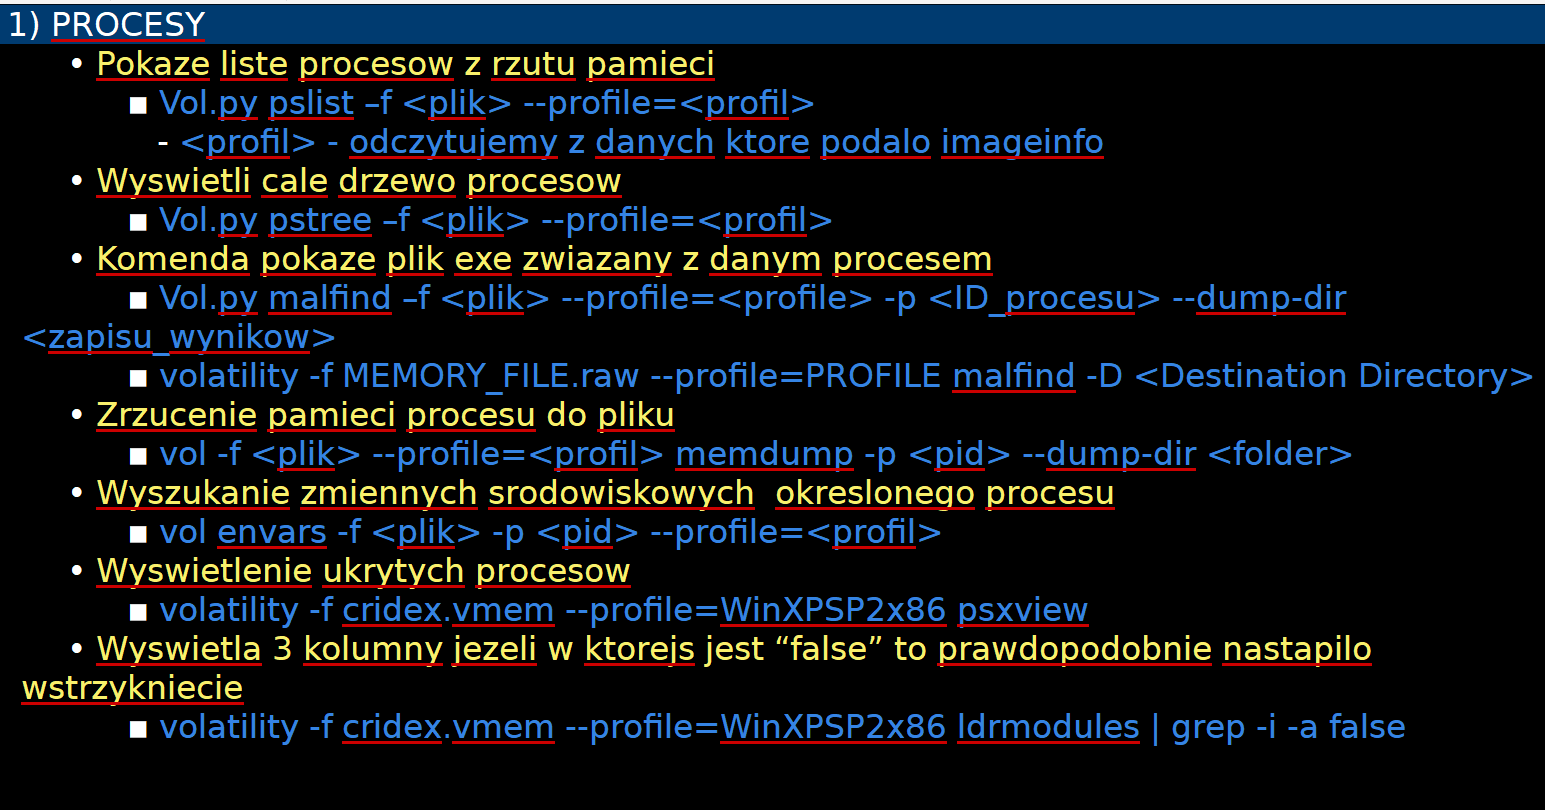 1) PROCESY
• Pokaze liste procesow z rzutu pamieci
▪ Vol.py pslist –f <plik> --profile=<profil>
- <profil> - odczytujemy z danych ktore podalo imageinfo
• Wyswietli cale drzewo procesow
▪ Vol.py pstree –f <plik> --profile=<profil>
• Komenda pokaze plik exe zwiazany z danym procesem
▪ Vol.py malfind –f <plik> --profile=<profile> -p <ID_procesu> --dump-dir
<zapisu_wynikow>
▪ volatility -f MEMORY_FILE.raw --profile=PROFILE malfind -D <Destination Directory>
• Zrzucenie pamieci procesu do pliku
▪ vol -f <plik> --profile=<profil> memdump -p <pid> --dump-dir <folder>
• Wyszukanie zmiennych srodowiskowych  okreslonego procesu
▪ vol envars -f <plik> -p <pid> --profile=<profil>
• Wyswietlenie ukrytych procesow
▪ volatility -f cridex.vmem --profile=WinXPSP2x86 psxview
• Wyswietla 3 kolumny jezeli w ktorejs jest “false” to prawdopodobnie nastapilo
wstrzykniecie
▪ volatility -f cridex.vmem --profile=WinXPSP2x86 ldrmodules | grep -i -a false